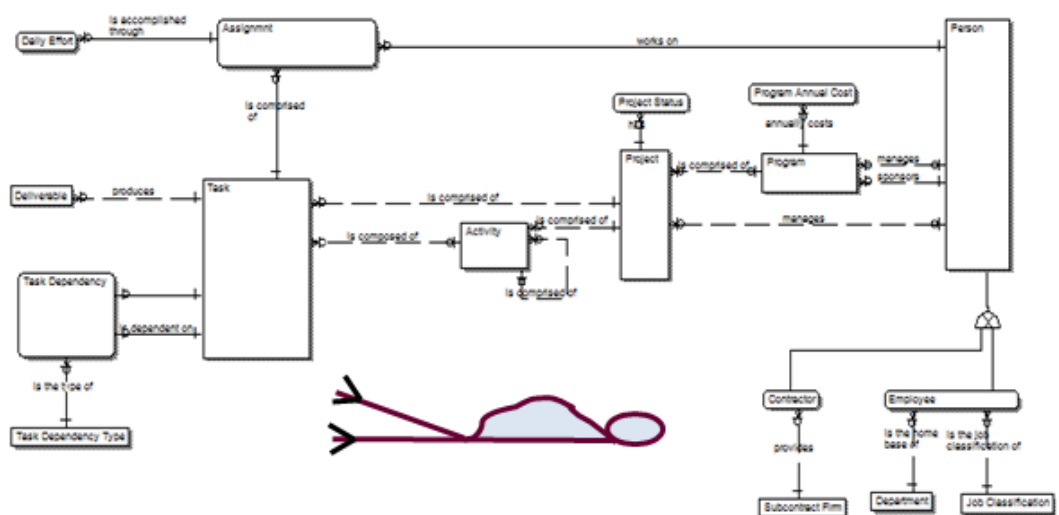 Is accomplished
through
Assignmnt
Person
Daily Effort
works on
Is comprised
of
Project Status
Program Annual Cost
has
annually costs
Project
Is comprised of
Program
manages
sponsors
Deliverable
produces
Task
Is comprised of
Is comprised of
manages
Is composed of
Activity
Task Dependency
Is comprised of
Is dependent on
Is the type of
Contractor
Employee
Task Dependency Type
provides
Is the home
base of
Is the job
classification of
Subcontract Firm
Department
Job Classification